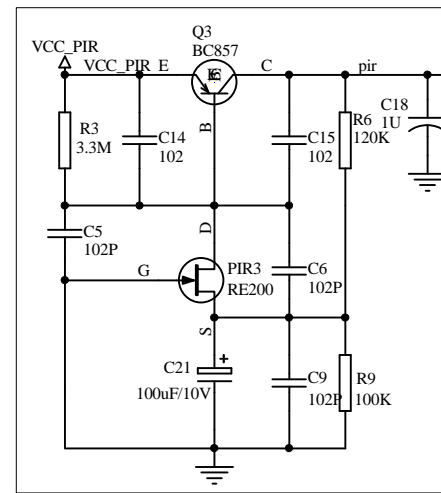 Q3
BC857
VCC_PIR
VCC_PIR E
C
pir
R3
3.3M
C14
102
B
C15
102
R6
120K
C18
1U
C5
102P
D
G
PIR3
RE200
C6
102P
S
C21
+
100uF/10V
C9
102P
R9
100K